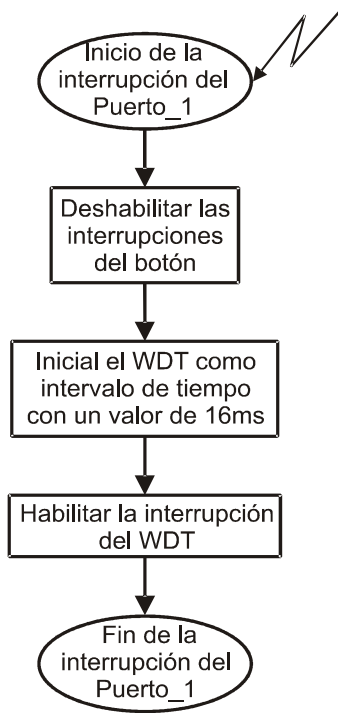 Inicio de la
interrupción del
Puerto_1
Deshabilitar las
interrupciones
del botón
Inicial el WDT como
intervalo de tiempo
con un valor de 16ms
Habilitar la interrupción
del WDT
Fin de la
interrupción del
Puerto_1